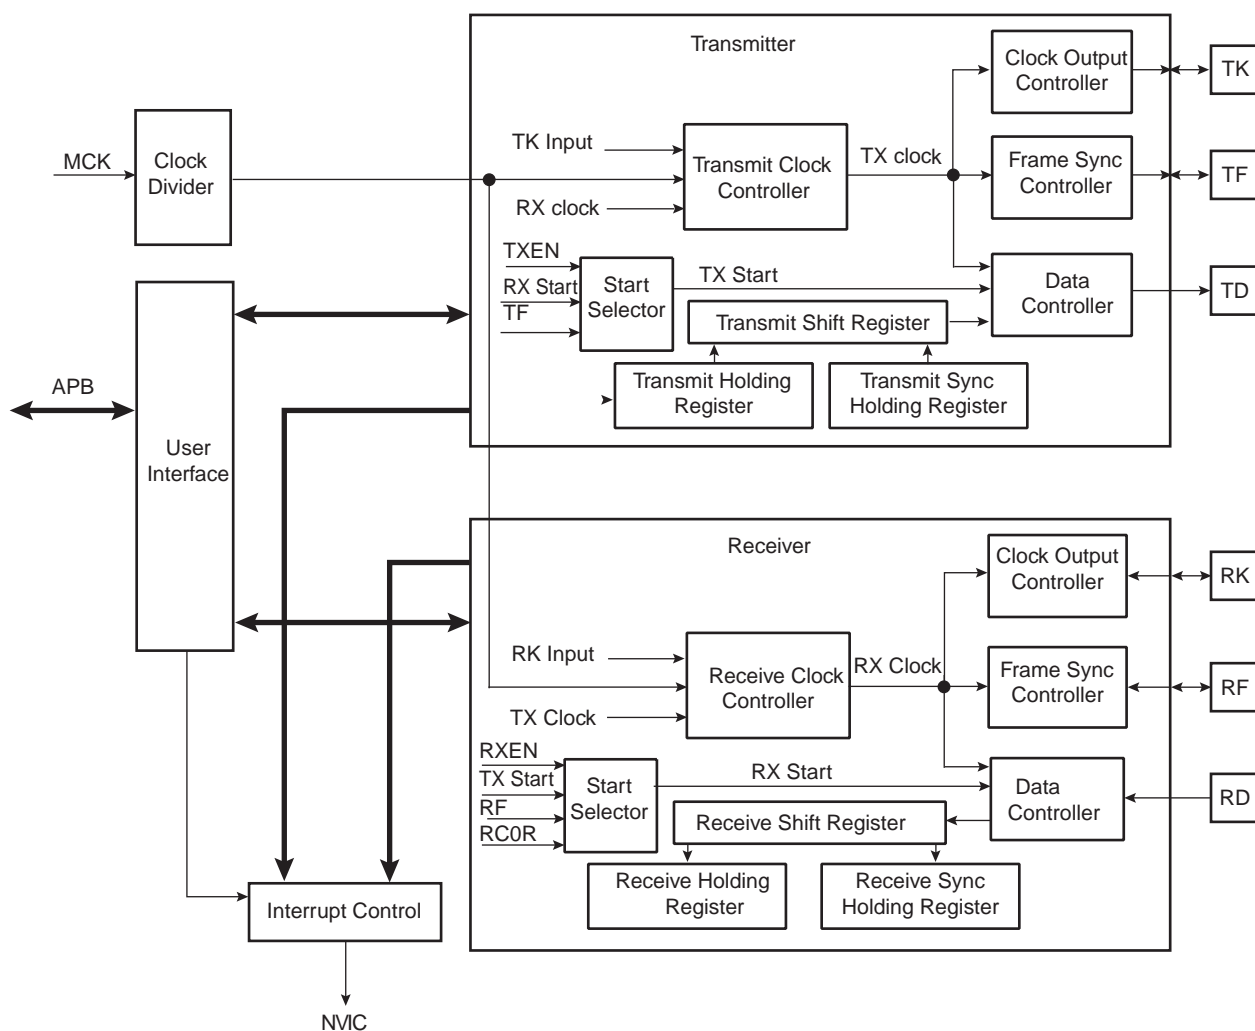 Transmitter
Clock Output
Controller
TK
MCK
Clock
Divider
TK Input
Transmit Clock
Controller
RX clock
TX clock
Frame Sync
Controller
TF
TXEN
RX Start
TF
Start
Selector
TX Start
Data
Controller
TD
Transmit Shift Register
Transmit Holding
Register
Transmit Sync
Holding Register
APB
User
Interface
Receiver
Clock Output
Controller
RK
RK Input
Receive Clock
Controller
TX Clock
RX Clock
Frame Sync
Controller
RF
RXEN
TX Start
RF
RC0R
Start
Selector
RX Start
Data
Controller
RD
Receive Shift Register
Receive Holding
Register
Receive Sync
Holding Register
Interrupt Control
NVIC